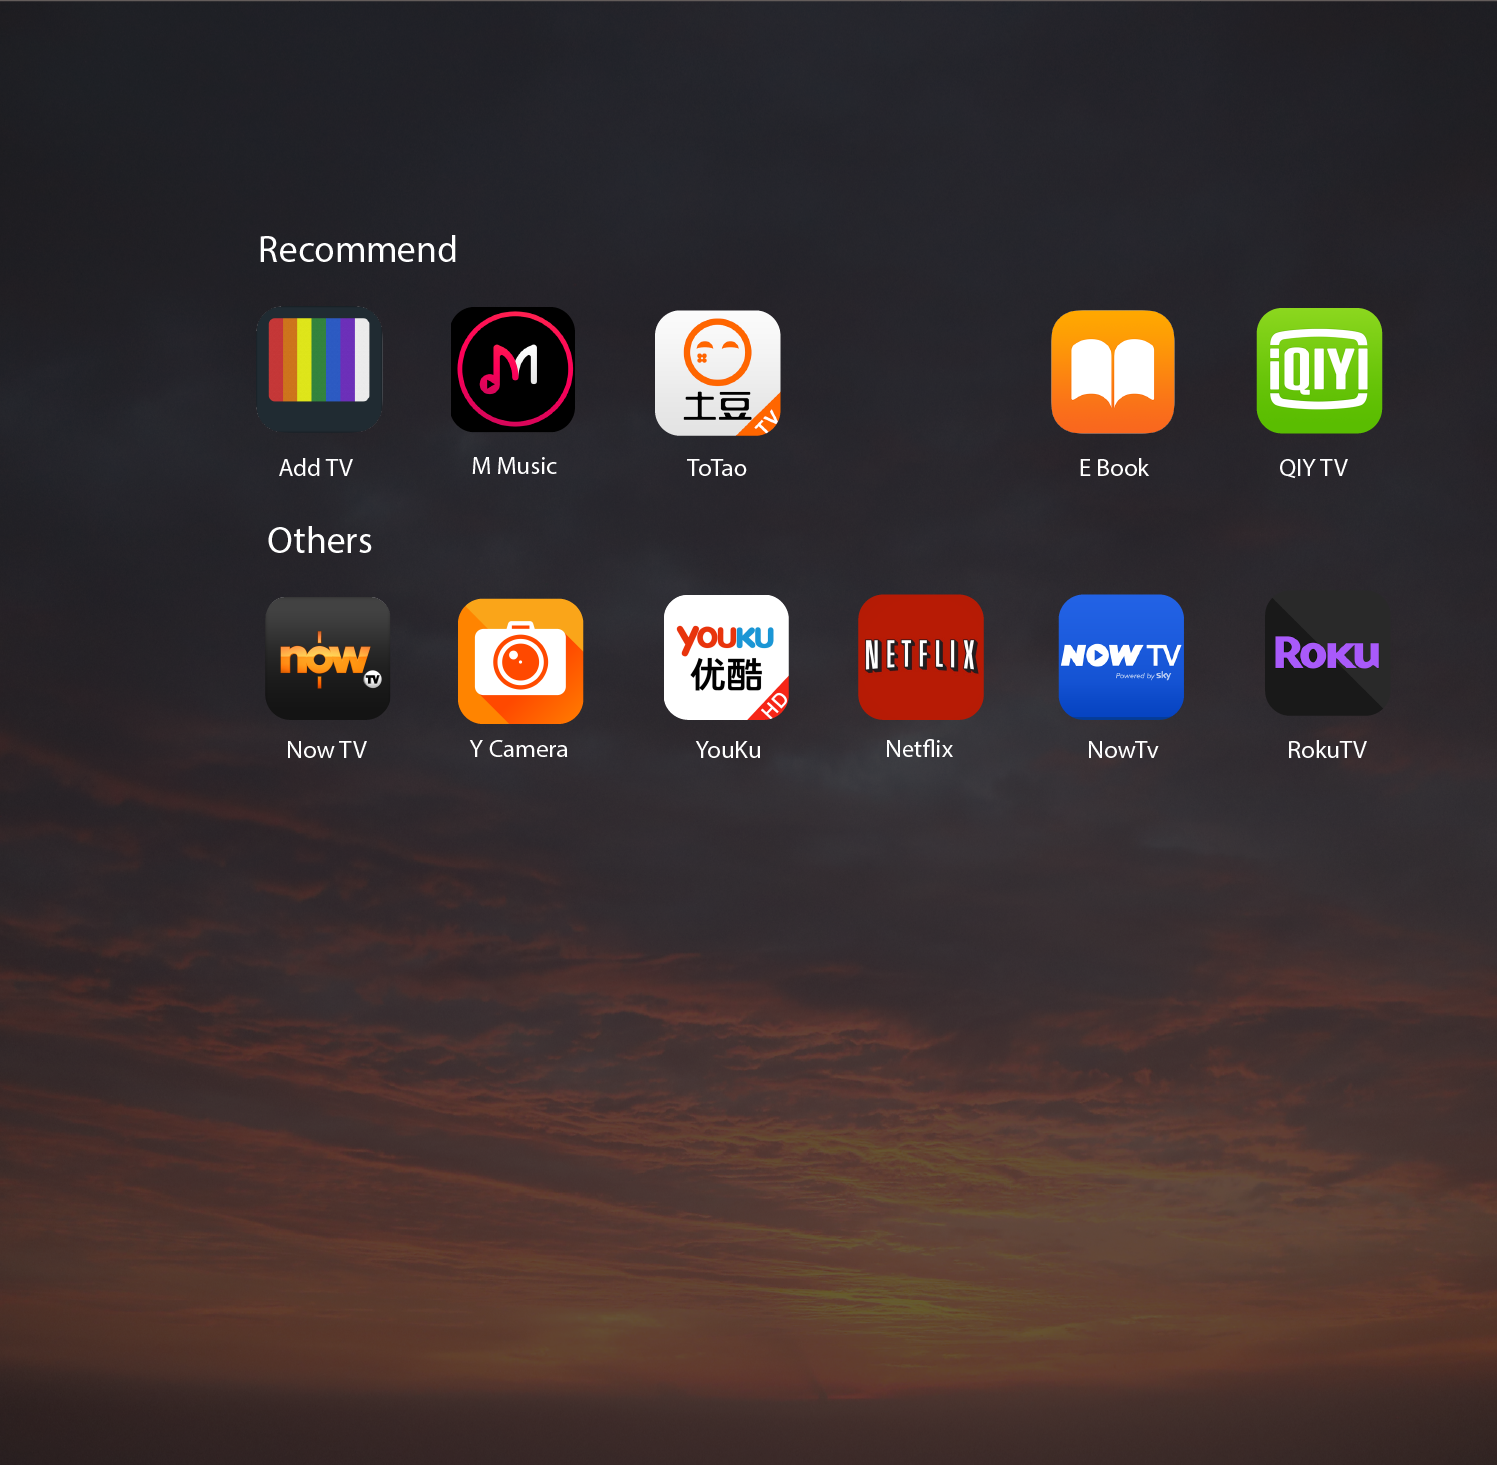 Recommend
M
土豆
TV
iQIYI
Add TV
M Music
ToTao
E Book
QIY TV
Others
now
TV
YOUKU
优酷
HD
NETFLIX
NOW TV
Powered by sky
ROKU
Now TV
Y Camera
YouKu
Netflix
NowTv
RokuTV